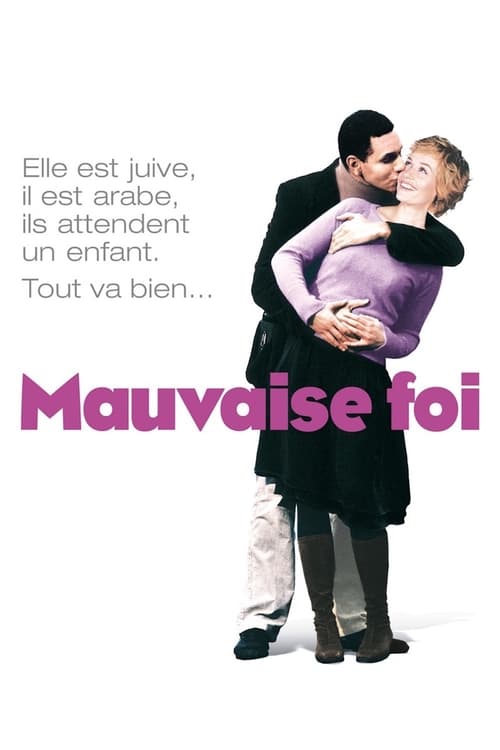 Elle est juive,
il est arabe,
ils attendent
un enfant.
Tout va bien...
Mauvaise foi